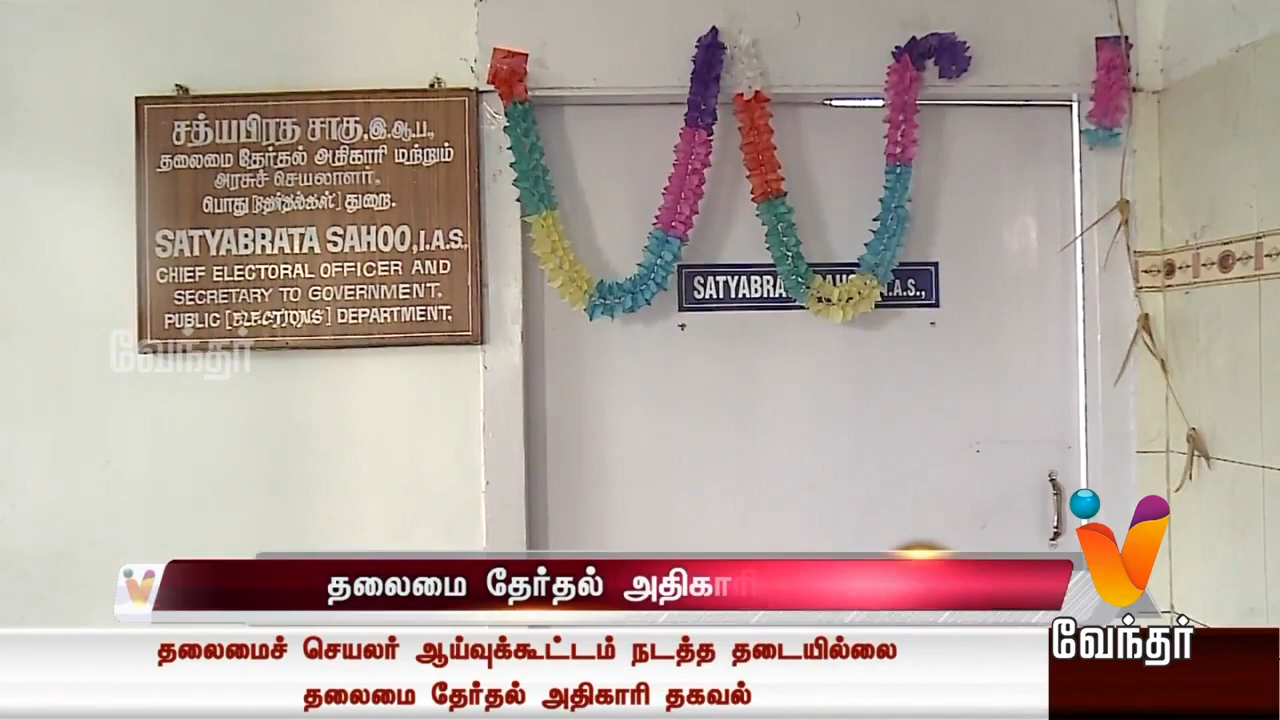 சத்யபிரத சாகு,இ.ஆ.ப.,
தலைமை தேர்தல் அதிகாரி மற்றும்
அரசுச் செயலாளர்,
பொது [தேர்தல்கள்] துறை.
SATYABRATA SAHOO,I.A.S.,
CHIEF ELECTORAL OFFICER AND
SECRETARY TO GOVERNMENT,
PUBLIC [ELECTIONS] DEPARTMENT,
வேந்தர்
தலைமை தேர்தல் அதிகாரி
தலைமைச் செயலர் ஆய்வுக்கூட்டம் நடத்த தடையில்லை
தலைமை தேர்தல் அதிகாரி தகவல்
வேந்தர்